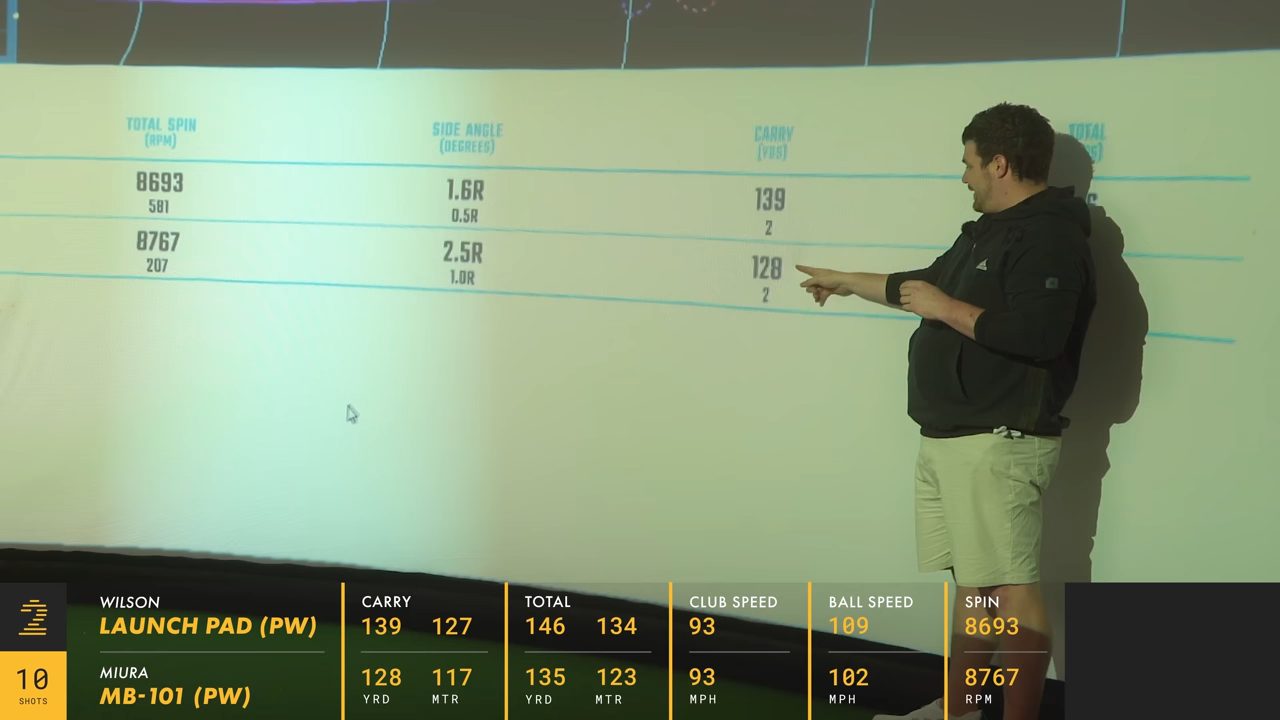 TOTAL SPIN
(RPM)
SIDE ANGLE
(DEGREES)
CARRY
(YDS)
TOTAL
8693
581
1.6R
0.5R
139
2
8767
207
2.5R
1.0R
128
2
WILSON
LAUNCH PAD (PW)
CARRY
139 127
TOTAL
146 134
CLUB SPEED
93
BALL SPEED
109
SPIN
8693
10
SHOTS
MIURA
MB-101 (PW)
128 117
YRD MTR
135 123
YRD MTR
93
MPH
102
MPH
8767
RPM